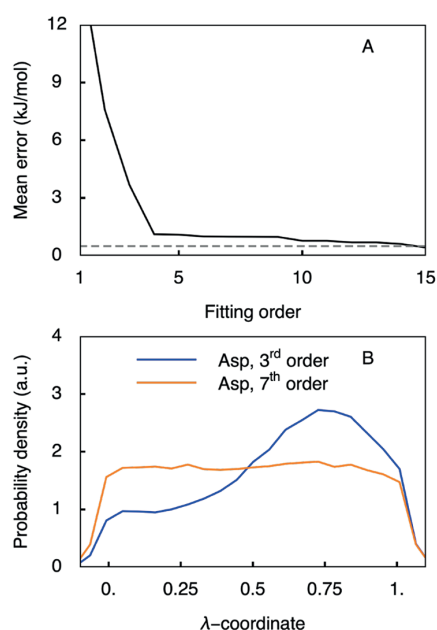 A
Mean error (kJ/mol)
12
9
6
3
0
1
5
10
15
Fitting order
B
Asp, 3rd order
Asp, 7th order
Probability density (a.u.)
4
3
2
1
0
0.
0.25
0.5
0.75
1.
λ-coordinate